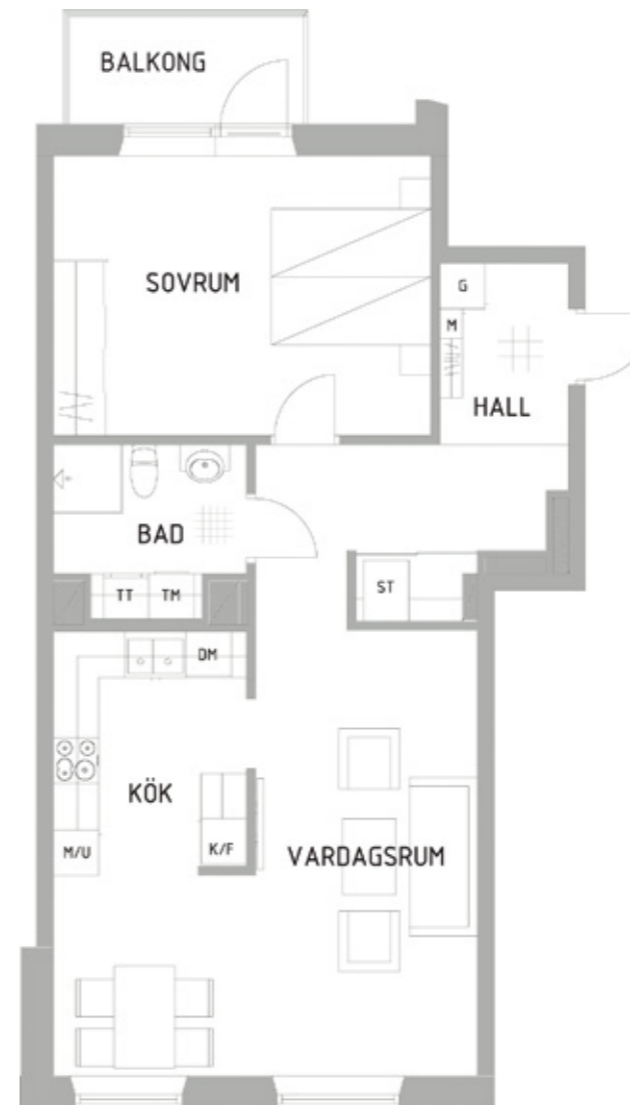 BALKONG
SOVRUM
G
M
HALL
BAD
TT TM
ST
DM
KÖK
M/U
K/F
VARDAGSRUM